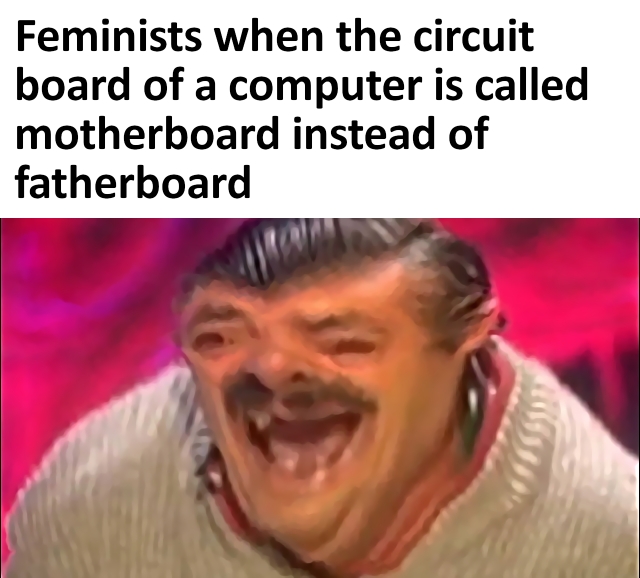 Feminists when the circuit
board of a computer is called
motherboard instead of
fatherboard